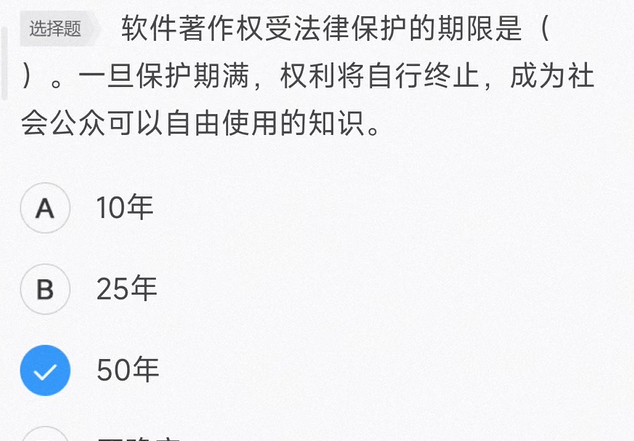 选择题 软件著作权受法律保护的期限是（
）。一旦保护期满，权利将自行终止，成为社
会公众可以自由使用的知识。
A 10年
B 25年
50年